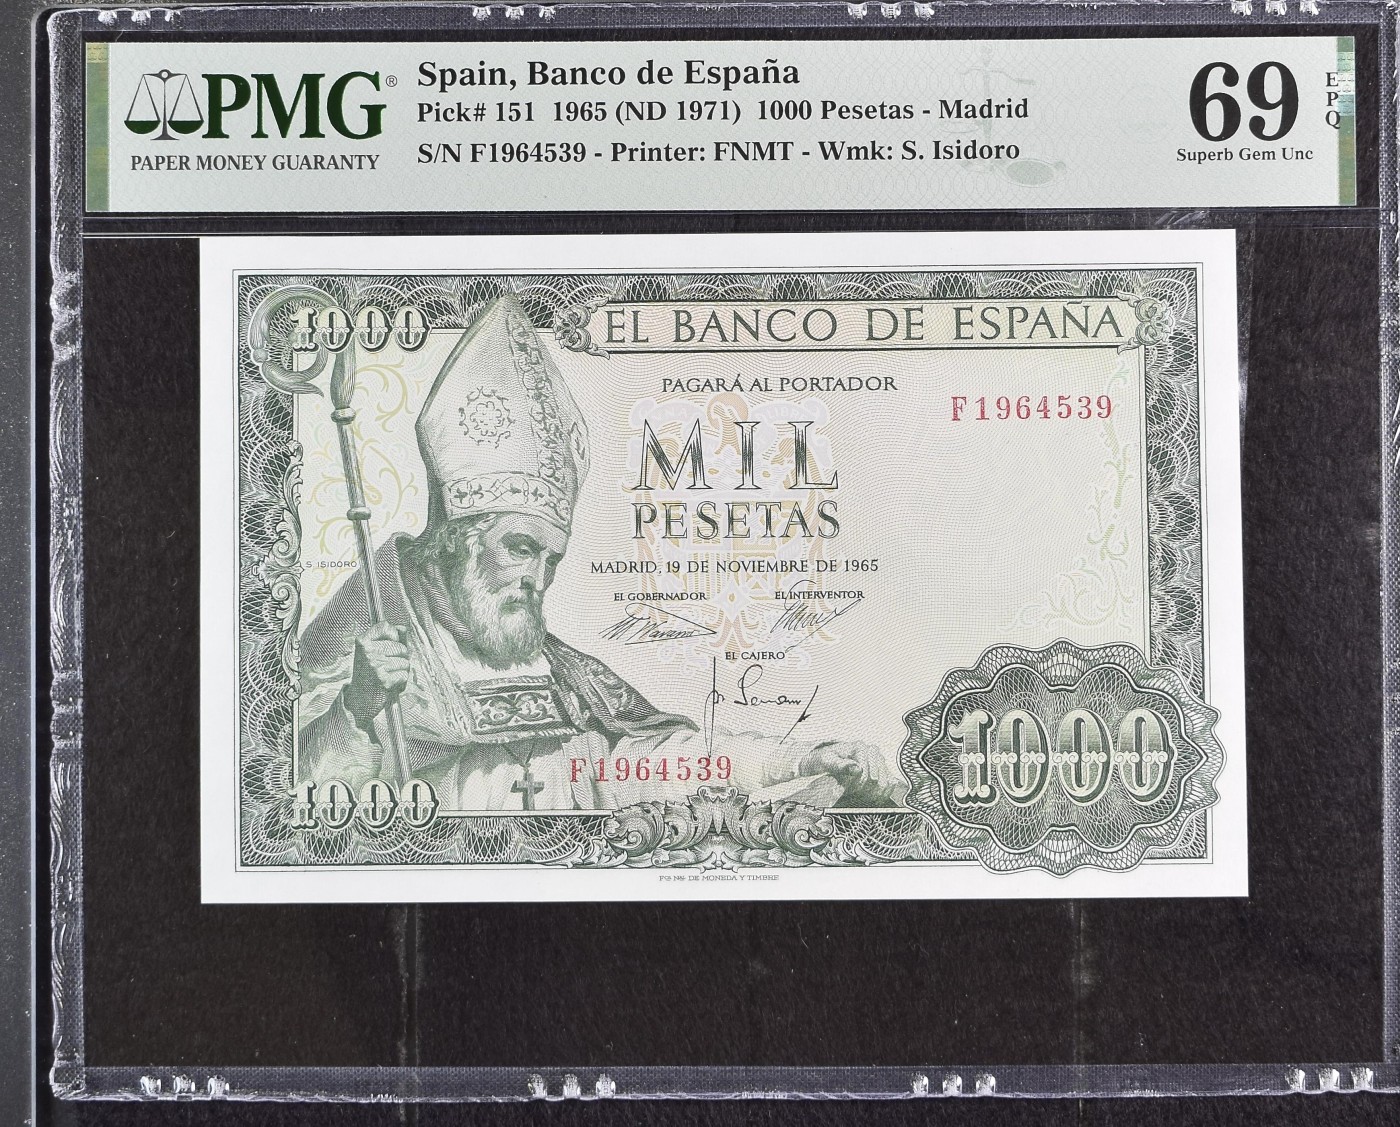 PMG®
PAPER MONEY GUARANTY
Spain, Banco de España
Pick# 151 1965 (ND 1971) 1000 Pesetas - Madrid
S/N F1964539 - Printer: FNMT - Wmk: S. Isidoro
69
EPQ
Superb Gem Unc
1000
EL BANCO DE ESPAÑA
PAGARÁ AL PORTADOR
F1964539
MIL
PESETAS
S. ISIDORO
MADRID, 19 DE NOVIEMBRE DE 1965
EL GOBERNADOR
EL INTERVENTOR
EL CAJERO
F1964539
1000
1000
DE MONEDA Y TIMBRE